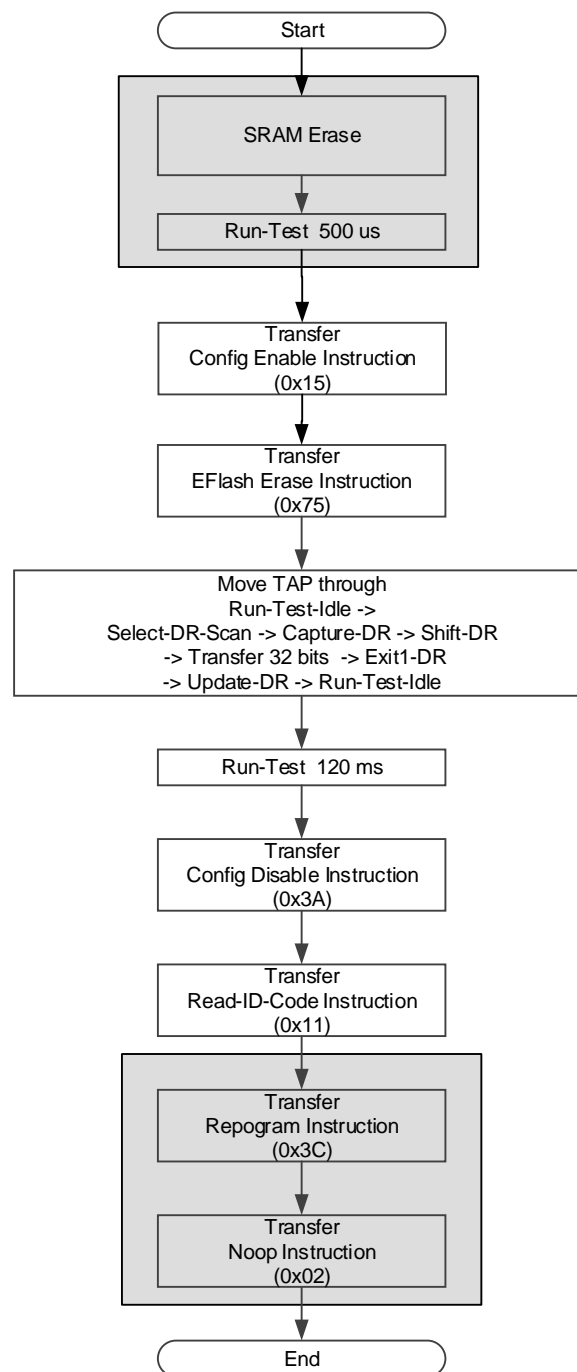 Start
SRAM Erase
Run-Test 500 us
Transfer
Config Enable Instruction
(0x15)
Transfer
EFlash Erase Instruction
(0x75)
Move TAP through
Run-Test-Idle ->
Select-DR-Scan -> Capture-DR -> Shift-DR
-> Transfer 32 bits -> Exit1-DR
-> Update-DR -> Run-Test-Idle
Run-Test 120 ms
Transfer
Config Disable Instruction
(0x3A)
Transfer
Read-ID-Code Instruction
(0x11)
Transfer
Repogram Instruction
(0x3C)
Transfer
Noop Instruction
(0x02)
End